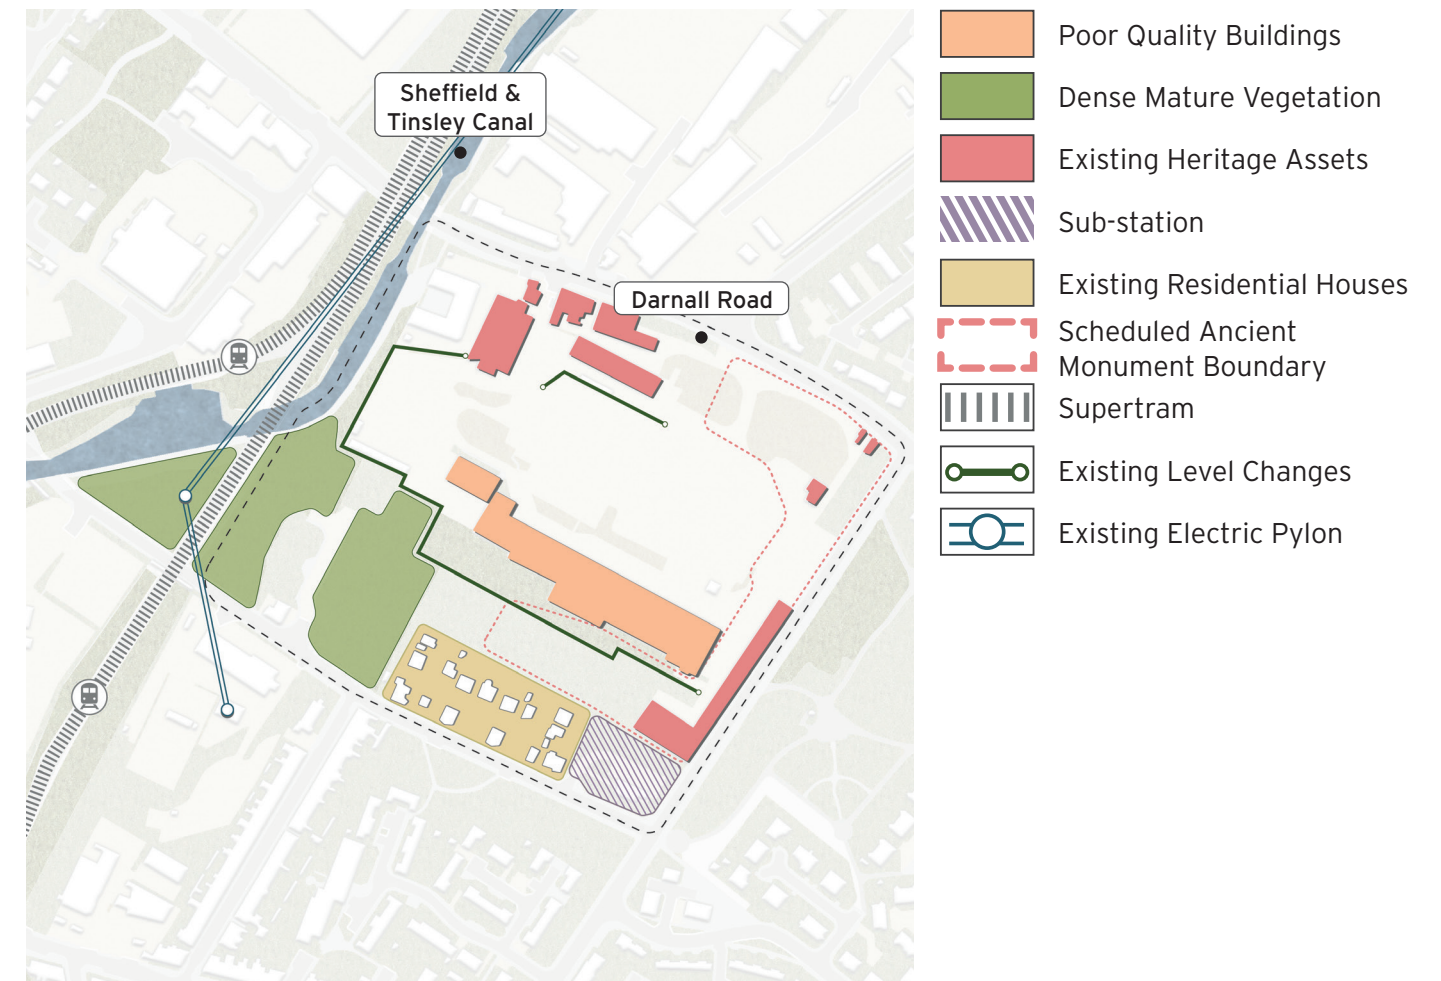 Sheffield &
Tinsley Canal
Darnall Road
Poor Quality Buildings
Dense Mature Vegetation
Existing Heritage Assets
Sub-station
Existing Residential Houses
Scheduled Ancient
Monument Boundary
Supertram
Existing Level Changes
Existing Electric Pylon